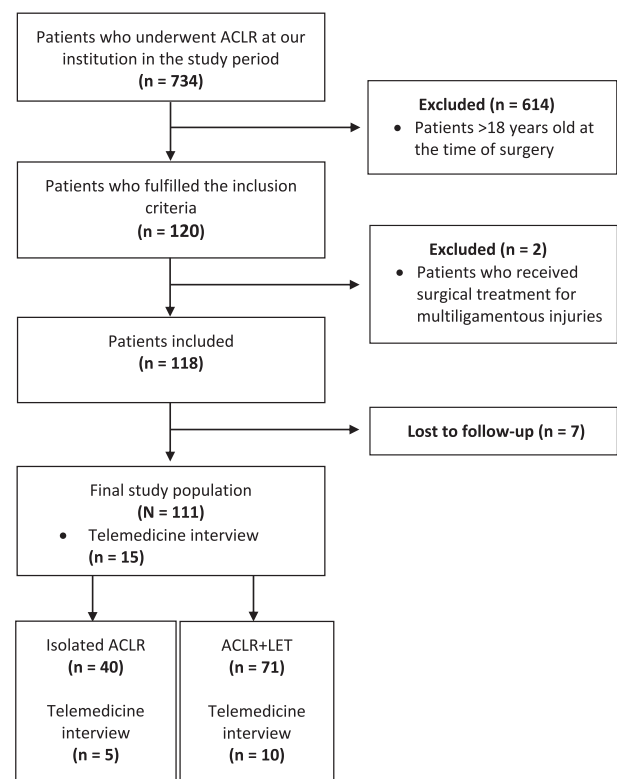 Patients who underwent ACLR at our
institution in the study period
(n = 734)
Excluded (n = 614)
• Patients >18 years old at
the time of surgery
Patients who fulfilled the inclusion
criteria
(n = 120)
Excluded (n = 2)
• Patients who received
surgical treatment for
multiligamentous injuries
Patients included
(n = 118)
Lost to follow-up (n = 7)
Final study population
(N = 111)
• Telemedicine interview
(n = 15)
Isolated ACLR
(n = 40)
Telemedicine
interview
(n = 5)
ACLR+LET
(n = 71)
Telemedicine
interview
(n = 10)